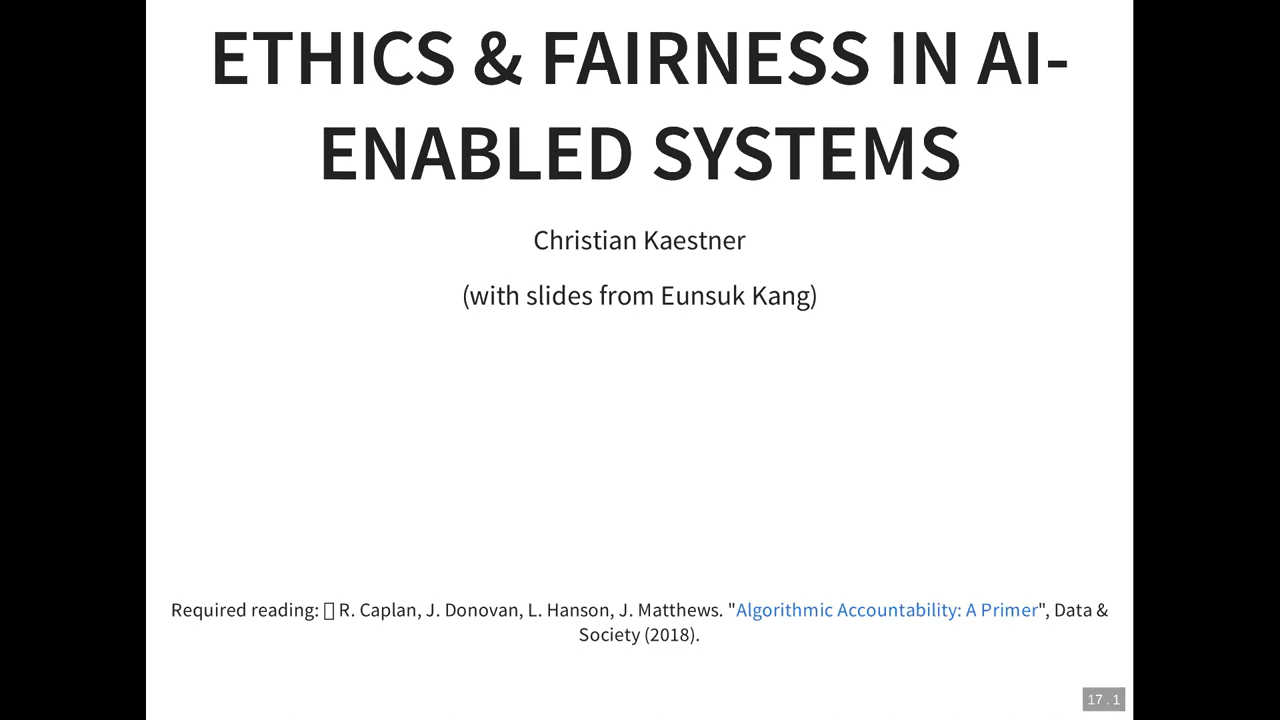 ETHICS & FAIRNESS IN AI-
ENABLED SYSTEMS
Christian Kaestner
(with slides from Eunsuk Kang)
Required reading: R. Caplan, J. Donovan, L. Hanson, J. Matthews. "Algorithmic Accountability: A Primer", Data &
Society (2018).
17 . 1